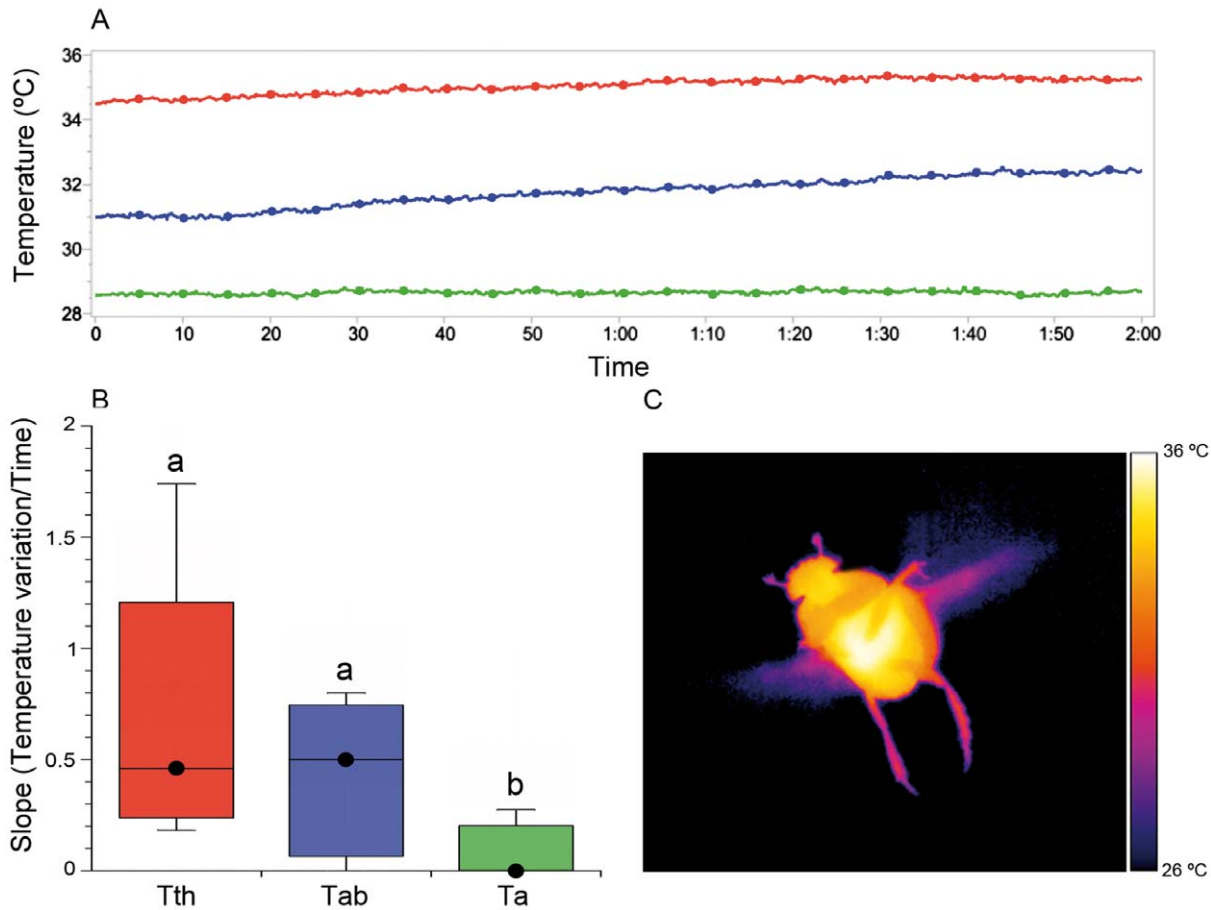 A
Temperature (ºC)
36
34
32
30
28
0 10 20 30 40 50 1:00 1:10 1:20 1:30 1:40 1:50 2:00
Time
B
Slope (Temperature variation/Time)
2
1.5
1
0.5
0
a
a
b
Tth Tab Ta
C
36 ºC
26 ºC